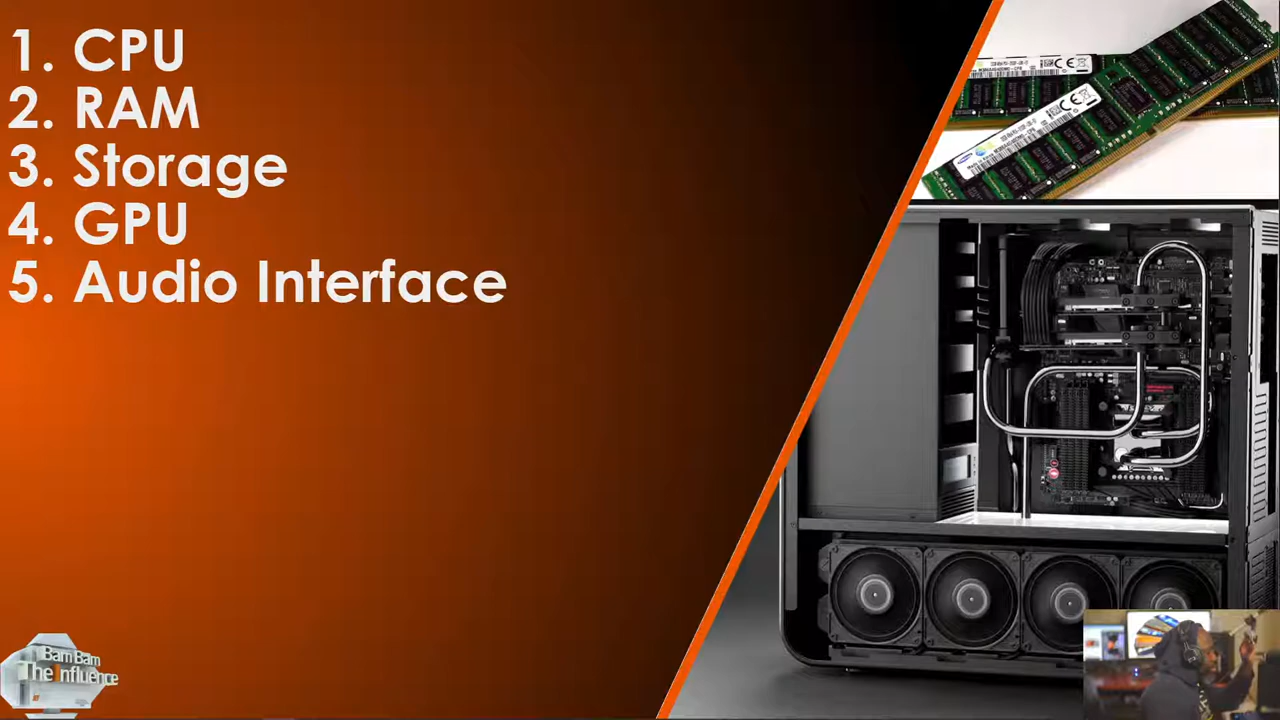 1. CPU
2. RAM
3. Storage
4. GPU
5. Audio Interface
Bam Bam
The Influence